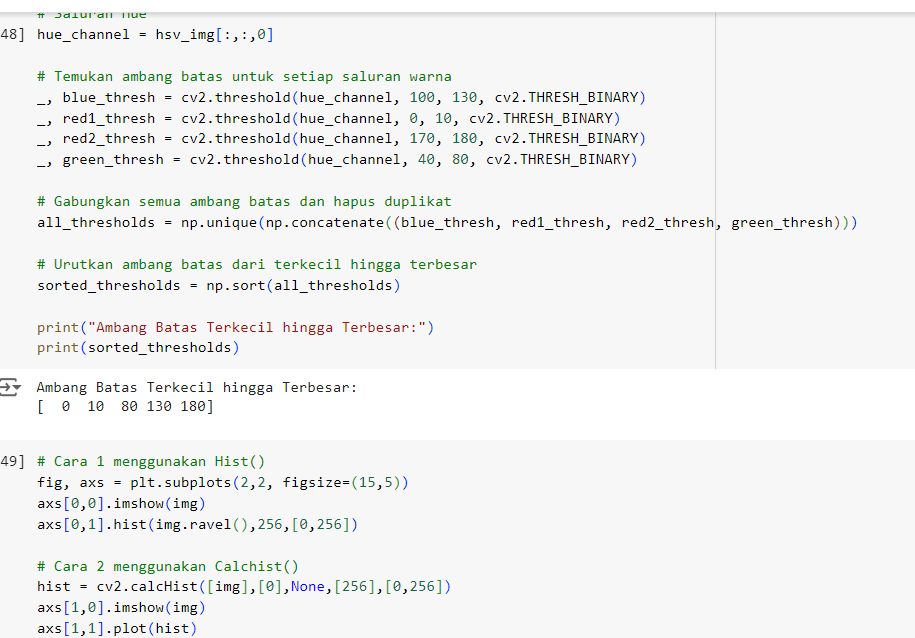 # Saluran Hue
48] hue_channel = hsv_img[:,:,0]
# Temukan ambang batas untuk setiap saluran warna
_, blue_thresh = cv2.threshold(hue_channel, 100, 130, cv2.THRESH_BINARY)
_, red1_thresh = cv2.threshold(hue_channel, 0, 10, cv2.THRESH_BINARY)
_, red2_thresh = cv2.threshold(hue_channel, 170, 180, cv2.THRESH_BINARY)
_, green_thresh = cv2.threshold(hue_channel, 40, 80, cv2.THRESH_BINARY)
# Gabungkan semua ambang batas dan hapus duplikat
all_thresholds = np.unique(np.concatenate((blue_thresh, red1_thresh, red2_thresh, green_thresh)))
# Urutkan ambang batas dari terkecil hingga terbesar
sorted_thresholds = np.sort(all_thresholds)
print("Ambang Batas Terkecil hingga Terbesar:")
print(sorted_thresholds)
Ambang Batas Terkecil hingga Terbesar:
[  0  10  80 130 180]
49] # Cara 1 menggunakan Hist()
fig, axs = plt.subplots(2,2, figsize=(15,5))
axs[0,0].imshow(img)
axs[0,1].hist(img.ravel(),256,[0,256])
# Cara 2 menggunakan Calchist()
hist = cv2.calcHist([img],[0],None,[256],[0,256])
axs[1,0].imshow(img)
axs[1,1].plot(hist)